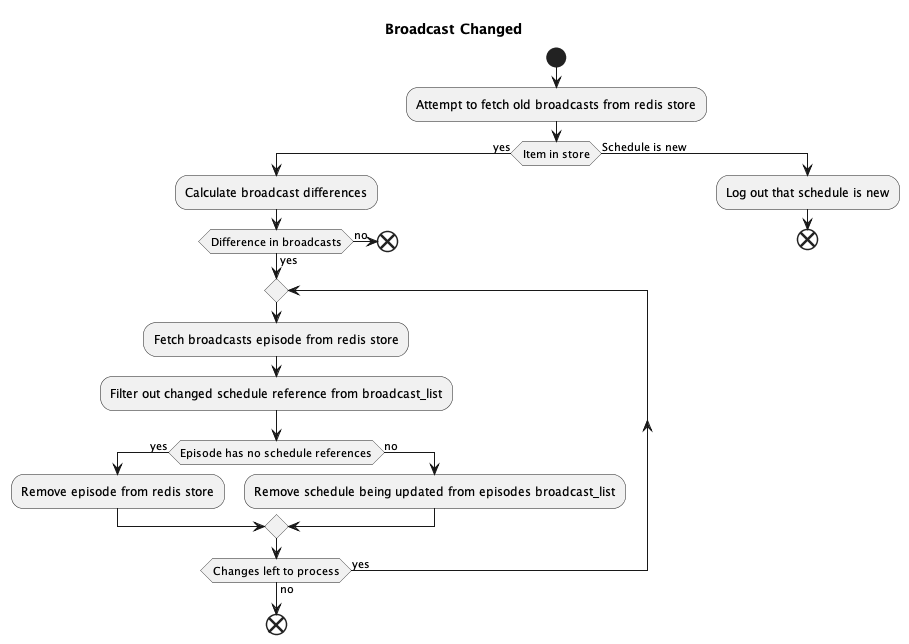 Broadcast Changed
Attempt to fetch old broadcasts from redis store
yes
Item in store
Schedule is new
Calculate broadcast differences
Log out that schedule is new
Difference in broadcasts
no
yes
Fetch broadcasts episode from redis store
Filter out changed schedule reference from broadcast_list
yes
Episode has no schedule references
no
Remove episode from redis store
Remove schedule being updated from episodes broadcast_list
Changes left to process
yes
no